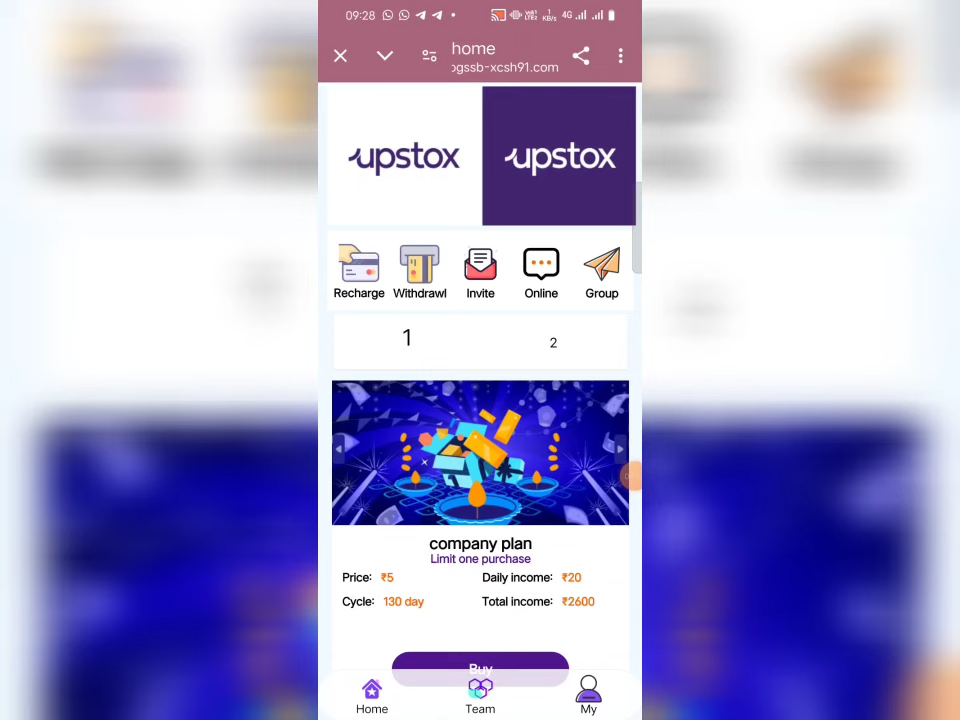 09:28 4G
home
ogssb-xcsh91.com
upstox upstox
Recharge Withdrawl Invite Online Group
1 2
company plan
Limit one purchase
Price: ₹5 Daily income: ₹20
Cycle: 130 day Total income: ₹2600
Buy
Home Team My